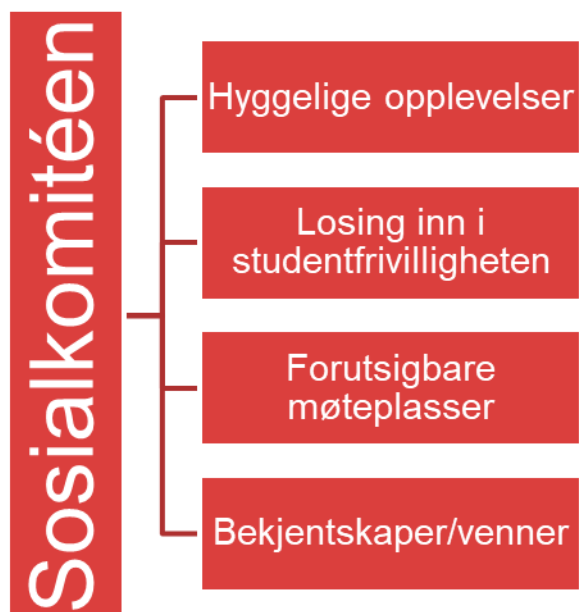 Sosialkomitéen
Hyggelige opplevelser
Losing inn i
studentfrivilligheten
Forutsigbare
møteplasser
Bekjentskaper/venner